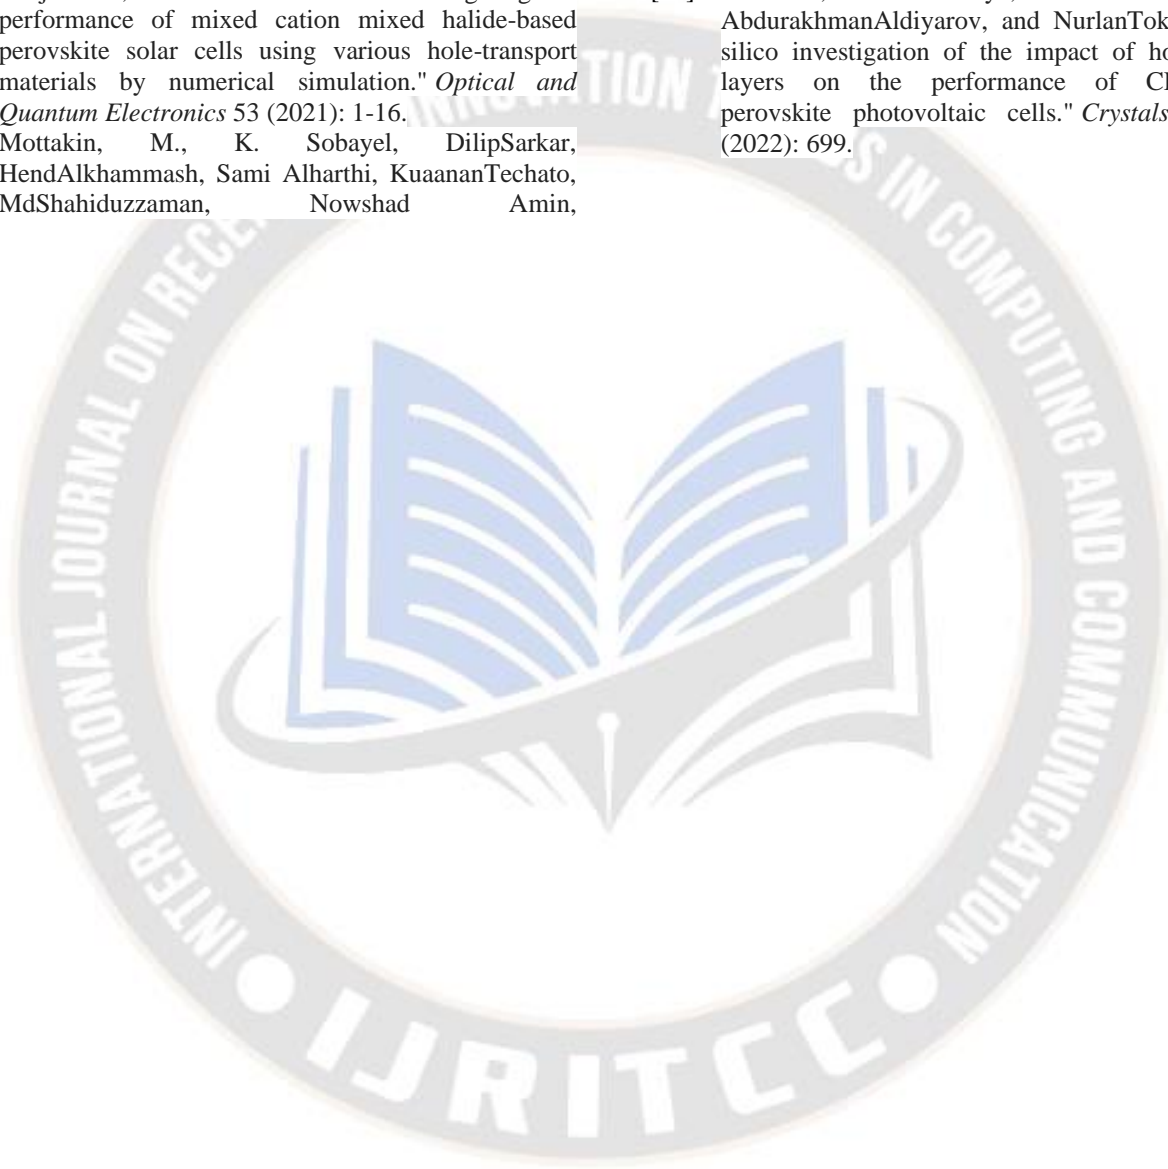 performance of mixed cation mixed halide-based
perovskite solar cells using various hole-transport
materials by numerical simulation." Optical and
Quantum Electronics 53 (2021): 1-16.
Mottakin, M., K. Sobayel, DilipSarkar,
HendAlkhammash, Sami Alharthi, KuaananTechato,
MdShahiduzzaman, Nowshad Amin,
AbdurakhmanAldiyarov, and NurlanTok
silico investigation of the impact of ho
layers on the performance of Cl
perovskite photovoltaic cells." Crystals
(2022): 699.
INTERNATIONAL JOURNAL ON RECE
INNOVATION T
DS IN COMPUTING AND COMMUNICATION
IJRITCC